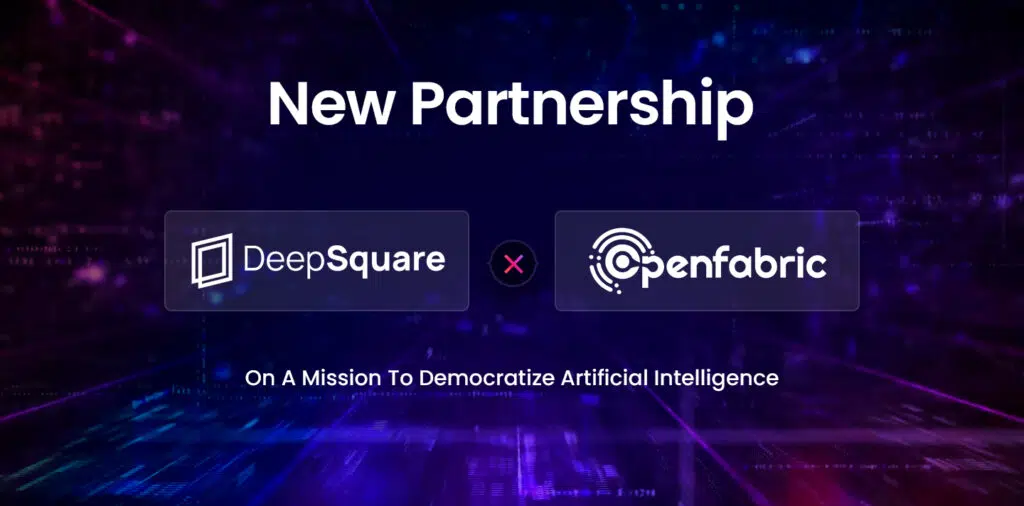 New Partnership
DeepSquare
Openfabric
On A Mission To Democratize Artificial Intelligence